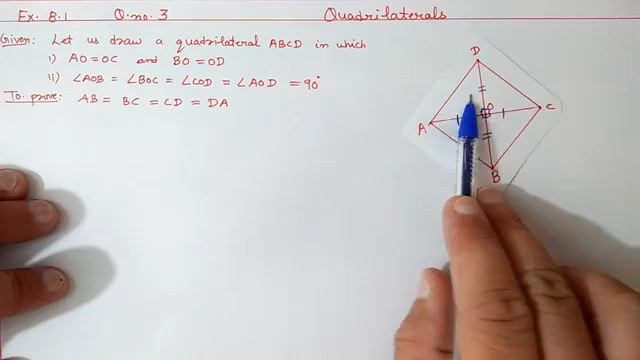 Ex. 8.1 Q.no. 3 Quadrilaterals
Given: Let us draw a quadrilateral ABCD in which
i) AO = OC and BO = OD
ii) ∠AOB = ∠BOC = ∠COD = ∠AOD = 90°
To prove: AB = BC = CD = DA
D
O
C
A
B